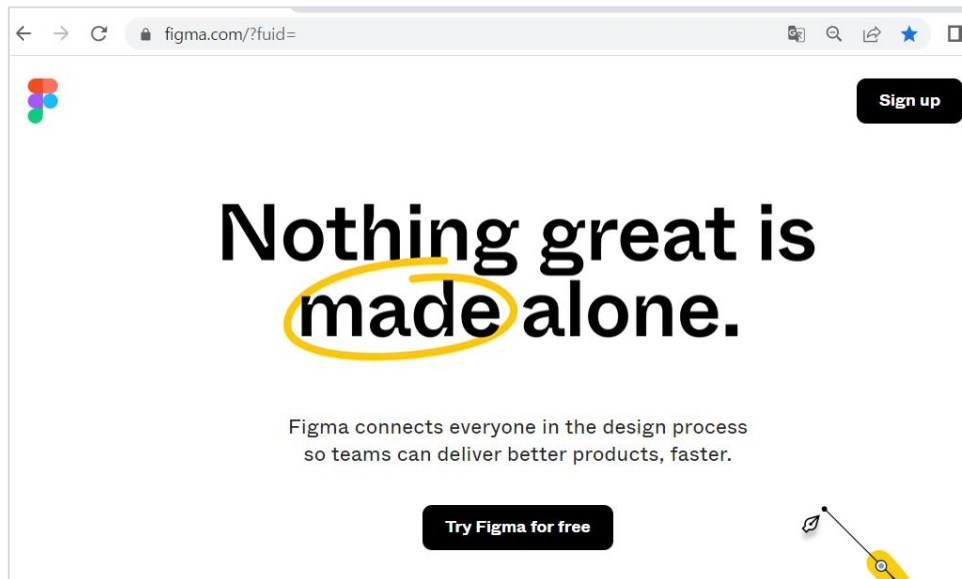 figma.com/?fuid=
Sign up
Nothing great is
made alone.
Figma connects everyone in the design process
so teams can deliver better products, faster.
Try Figma for free